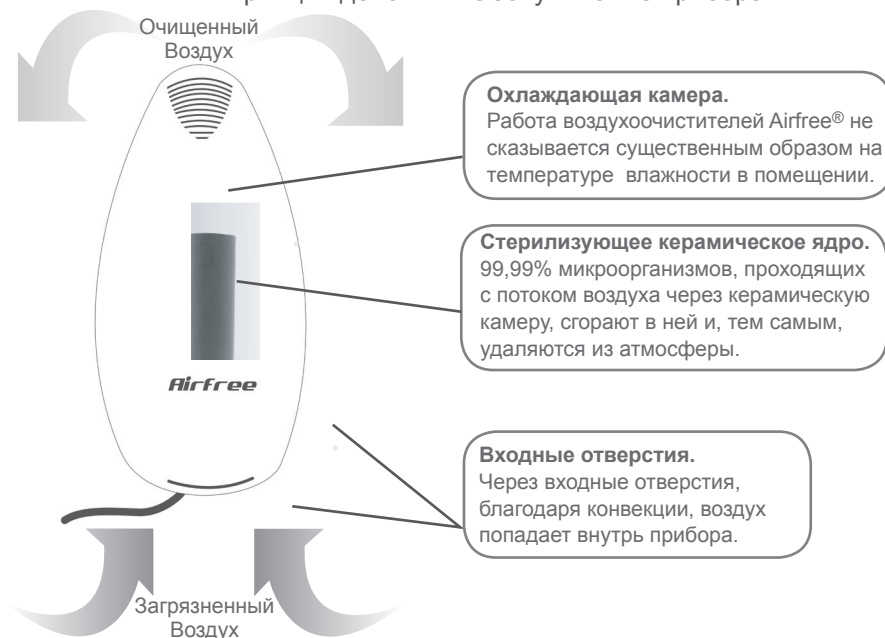 Очищенный
Воздух
Охлаждающая камера.
Работа воздухоочистителей Airfree® не
сказывается существенным образом на
температуре влажности в помещении.
Стерилизующее керамическое ядро.
99,99% микроорганизмов, проходящих
с потоком воздуха через керамическую
камеру, сгорают в ней и, тем самым,
удаляются из атмосферы.
Airfree
Входные отверстия.
Через входные отверстия,
благодаря конвекции, воздух
попадает внутрь прибора.
Загрязненный
Воздух